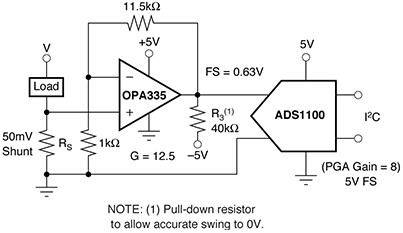 11.5kΩ
V
+5V
5V
FS = 0.63V
Load
−
OPA335
+
ADS1100
I²C
R3(1)
40kΩ
50mV
Shunt
RS
1kΩ
G = 12.5
−5V
(PGA Gain = 8)
5V FS
NOTE: (1) Pull-down resistor
to allow accurate swing to 0V.